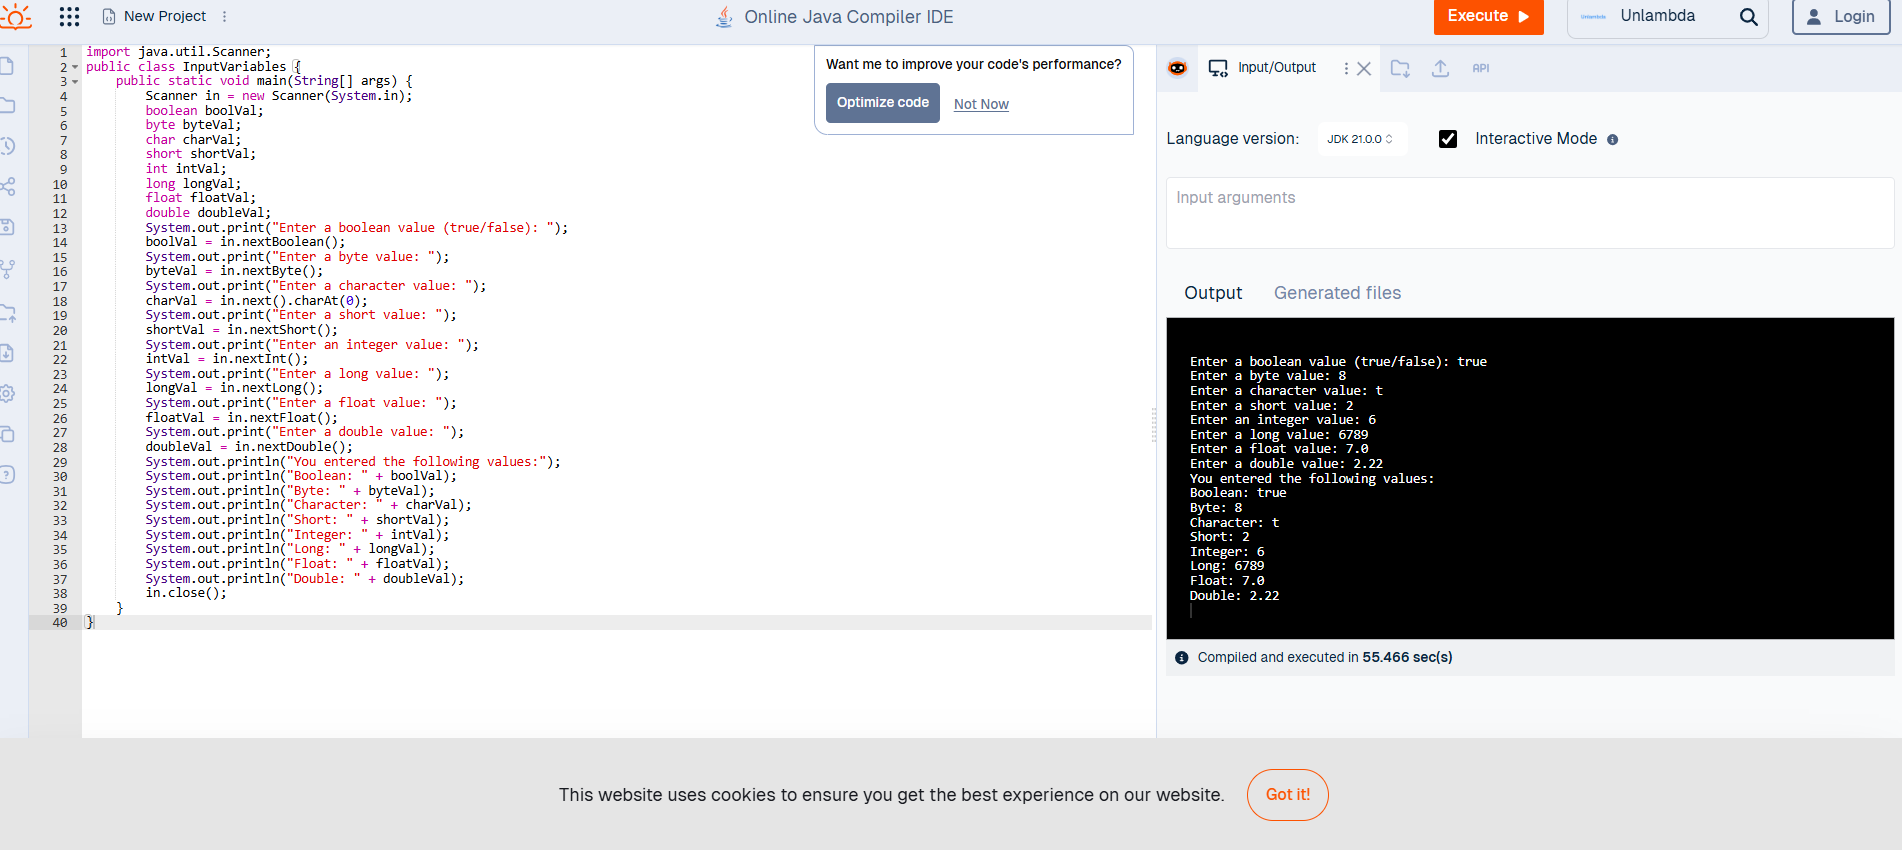 New Project
Online Java Compiler IDE
Execute
Unlambda
Unlambda
Login
1 import java.util.Scanner;
2 public class InputVariables {
3 public static void main(String[] args) {
4 Scanner in = new Scanner(System.in);
5 boolean boolVal;
6 byte byteVal;
7 char charVal;
8 short shortVal;
9 int intVal;
10 long longVal;
11 float floatVal;
12 double doubleVal;
13 System.out.print("Enter a boolean value (true/false): ");
14 boolVal = in.nextBoolean();
15 System.out.print("Enter a byte value: ");
16 byteVal = in.nextByte();
17 System.out.print("Enter a character value: ");
18 charVal = in.next().charAt(0);
19 System.out.print("Enter a short value: ");
20 shortVal = in.nextShort();
21 System.out.print("Enter an integer value: ");
22 intVal = in.nextInt();
23 System.out.print("Enter a long value: ");
24 longVal = in.nextLong();
25 System.out.print("Enter a float value: ");
26 floatVal = in.nextFloat();
27 System.out.print("Enter a double value: ");
28 doubleVal = in.nextDouble();
29 System.out.println("You entered the following values:");
30 System.out.println("Boolean: " + boolVal);
31 System.out.println("Byte: " + byteVal);
32 System.out.println("Character: " + charVal);
33 System.out.println("Short: " + shortVal);
34 System.out.println("Integer: " + intVal);
35 System.out.println("Long: " + longVal);
36 System.out.println("Float: " + floatVal);
37 System.out.println("Double: " + doubleVal);
38 in.close();
39 }
40 }
Want me to improve your code's performance?
Optimize code
Not Now
Input/Output
API
Language version:
JDK 21.0.0
Interactive Mode
Input arguments
Output
Generated files
Enter a boolean value (true/false): true
Enter a byte value: 8
Enter a character value: t
Enter a short value: 2
Enter an integer value: 6
Enter a long value: 6789
Enter a float value: 7.0
Enter a double value: 2.22
You entered the following values:
Boolean: true
Byte: 8
Character: t
Short: 2
Integer: 6
Long: 6789
Float: 7.0
Double: 2.22
Compiled and executed in 55.466 sec(s)
This website uses cookies to ensure you get the best experience on our website.
Got it!